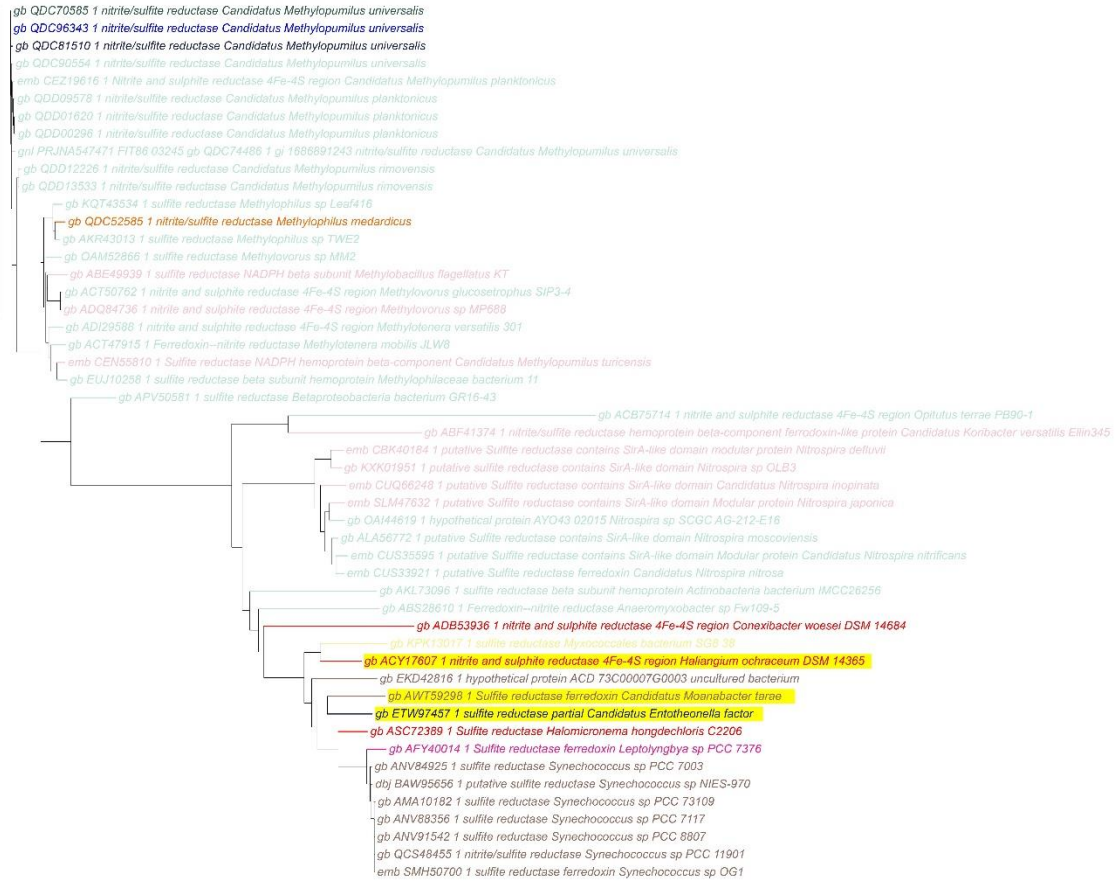 gb QDC70585 1 nitrite/sulfite reductase Candidatus Methylopumilus universalis
gb QDC96343 1 nitrite/sulfite reductase Candidatus Methylopumilus universalis
gb QDC81510 1 nitrite/sulfite reductase Candidatus Methylopumilus universalis
gb QDC90554 1 nitrite/sulfite reductase Candidatus Methylopumilus universalis
emb CEZ19616 1 Nitrite and sulphite reductase 4Fe-4S region Candidatus Methylopumilus planktonicus
gb QDD09578 1 nitrite/sulfite reductase Candidatus Methylopumilus planktonicus
gb QDD01620 1 nitrite/sulfite reductase Candidatus Methylopumilus planktonicus
gb QDD00296 1 nitrite/sulfite reductase Candidatus Methylopumilus planktonicus
gnl PRJNA547471 FIT86 03245 gb QDC74486 1 gi 1686891243 nitrite/sulfite reductase Candidatus Methylopumilus universalis
gb QDD12226 1 nitrite/sulfite reductase Candidatus Methylopumilus rimovensis
gb QDD13533 1 nitrite/sulfite reductase Candidatus Methylopumilus rimovensis
gb KQT43534 1 sulfite reductase Methylophilus sp Leaf416
gb QDC52585 1 nitrite/sulfite reductase Methylophilus medardicus
gb AKR43013 1 sulfite reductase Methylophilus sp TWE2
gb OAM52866 1 sulfite reductase Methylovorus sp MM2
gb ABE49939 1 sulfite reductase NADPH beta subunit Methylobacillus flagellatus KT
gb ACT50762 1 nitrite and sulphite reductase 4Fe-4S region Methylovorus glucosetrophus SIP3-4
gb ADQ84736 1 nitrite and sulphite reductase 4Fe-4S region Methylovorus sp MP688
gb ADI29588 1 nitrite and sulphite reductase 4Fe-4S region Methylotenera versatilis 301
gb ACT47915 1 Ferredoxin--nitrite reductase Methylotenera mobilis JLW8
emb CEN55810 1 Sulfite reductase NADPH hemoprotein beta-component Candidatus Methylopumilus turicensis
gb EUJ10258 1 sulfite reductase beta subunit hemoprotein Methylophilaceae bacterium 11
gb APV50581 1 sulfite reductase Betaproteobacteria bacterium GR16-43
gb ACB75714 1 nitrite and sulphite reductase 4Fe-4S region Opitutus terrae PB90-1
gb ABF41374 1 nitrite/sulfite reductase hemoprotein beta-component ferredoxin-like protein Candidatus Koribacter versatilis Ellin345
emb CBK40184 1 putative Sulfite reductase contains SirA-like domain modular protein Nitrospira defluvii
gb KXK01951 1 putative sulfite reductase contains SirA-like domain Nitrospira sp OLB3
emb CUQ66248 1 putative Sulfite reductase contains SirA-like domain Candidatus Nitrospira inopinata
emb SLM47632 1 putative Sulfite reductase contains SirA-like domain Modular protein Nitrospira japonica
gb OAI44619 1 hypothetical protein AYO43 02015 Nitrospira sp SCGC AG-212-E16
gb ALA56772 1 putative Sulfite reductase contains SirA-like domain Nitrospira moscoviensis
emb CUS35595 1 putative Sulfite reductase contains SirA-like domain Modular protein Candidatus Nitrospira nitrificans
emb CUS33921 1 putative Sulfite reductase ferredoxin Candidatus Nitrospira nitrosa
gb AKL73096 1 sulfite reductase beta subunit hemoprotein Actinobacteria bacterium IMCC26256
gb ABS28610 1 Ferredoxin--nitrite reductase Anaeromyxobacter sp Fw109-5
gb ADB53936 1 nitrite and sulphite reductase 4Fe-4S region Conexibacter woesei DSM 14684
gb KPK13017 1 sulfite reductase Myxococcales bacterium SG8 38
gb ACY17607 1 nitrite and sulphite reductase 4Fe-4S region Haliangium ochraceum DSM 14365
gb EKD42816 1 hypothetical protein ACD 73C00007G0003 uncultured bacterium
gb AWT59298 1 Sulfite reductase ferredoxin Candidatus Moanabacter tarae
gb ETW97457 1 sulfite reductase partial Candidatus Entotheonella factor
gb ASC72389 1 Sulfite reductase Halomicronema hongdechloris C2206
gb AFY40014 1 Sulfite reductase ferredoxin Leptolyngbya sp PCC 7376
gb ANV84925 1 sulfite reductase Synechococcus sp PCC 7003
dbj BAW95656 1 putative sulfite reductase Synechococcus sp NIES-970
gb AMA10182 1 sulfite reductase Synechococcus sp PCC 73109
gb ANV88356 1 sulfite reductase Synechococcus sp PCC 7117
gb ANV91542 1 sulfite reductase Synechococcus sp PCC 8807
gb QCS48455 1 nitrite/sulfite reductase Synechococcus sp PCC 11901
emb SMH50700 1 sulfite reductase ferredoxin Synechococcus sp OG1